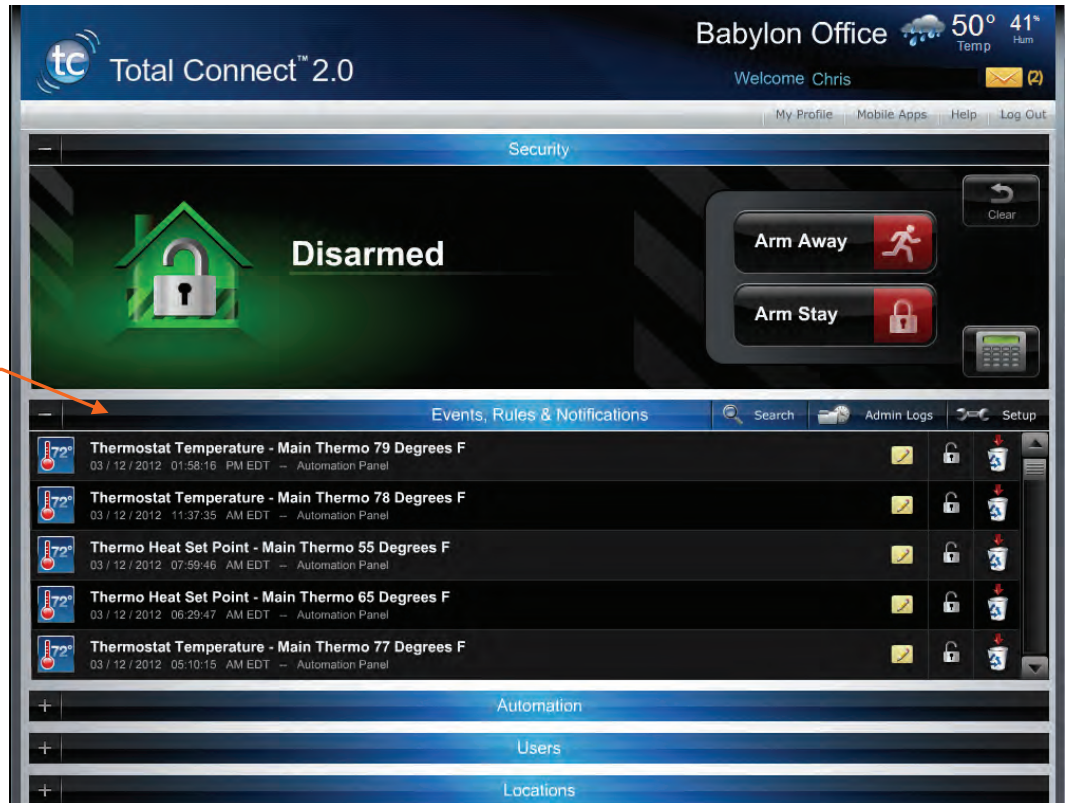 Babylon Office 50° 41%
Temp Hum
tc Total Connect™ 2.0
Welcome Chris (2)
My Profile Mobile Apps Help Log Out
Security
Clear
Disarmed
Arm Away
Arm Stay
Events, Rules & Notifications Search Admin Logs Setup
72° Thermostat Temperature - Main Thermo 79 Degrees F
03 / 12 / 2012 01:58:16 PM EDT -- Automation Panel
72° Thermostat Temperature - Main Thermo 78 Degrees F
03 / 12 / 2012 11:37:35 AM EDT -- Automation Panel
72° Thermo Heat Set Point - Main Thermo 55 Degrees F
03 / 12 / 2012 07:59:46 AM EDT -- Automation Panel
72° Thermo Heat Set Point - Main Thermo 65 Degrees F
03 / 12 / 2012 06:29:47 AM EDT -- Automation Panel
72° Thermostat Temperature - Main Thermo 77 Degrees F
03 / 12 / 2012 05:10:15 AM EDT -- Automation Panel
Automation
Users
Locations